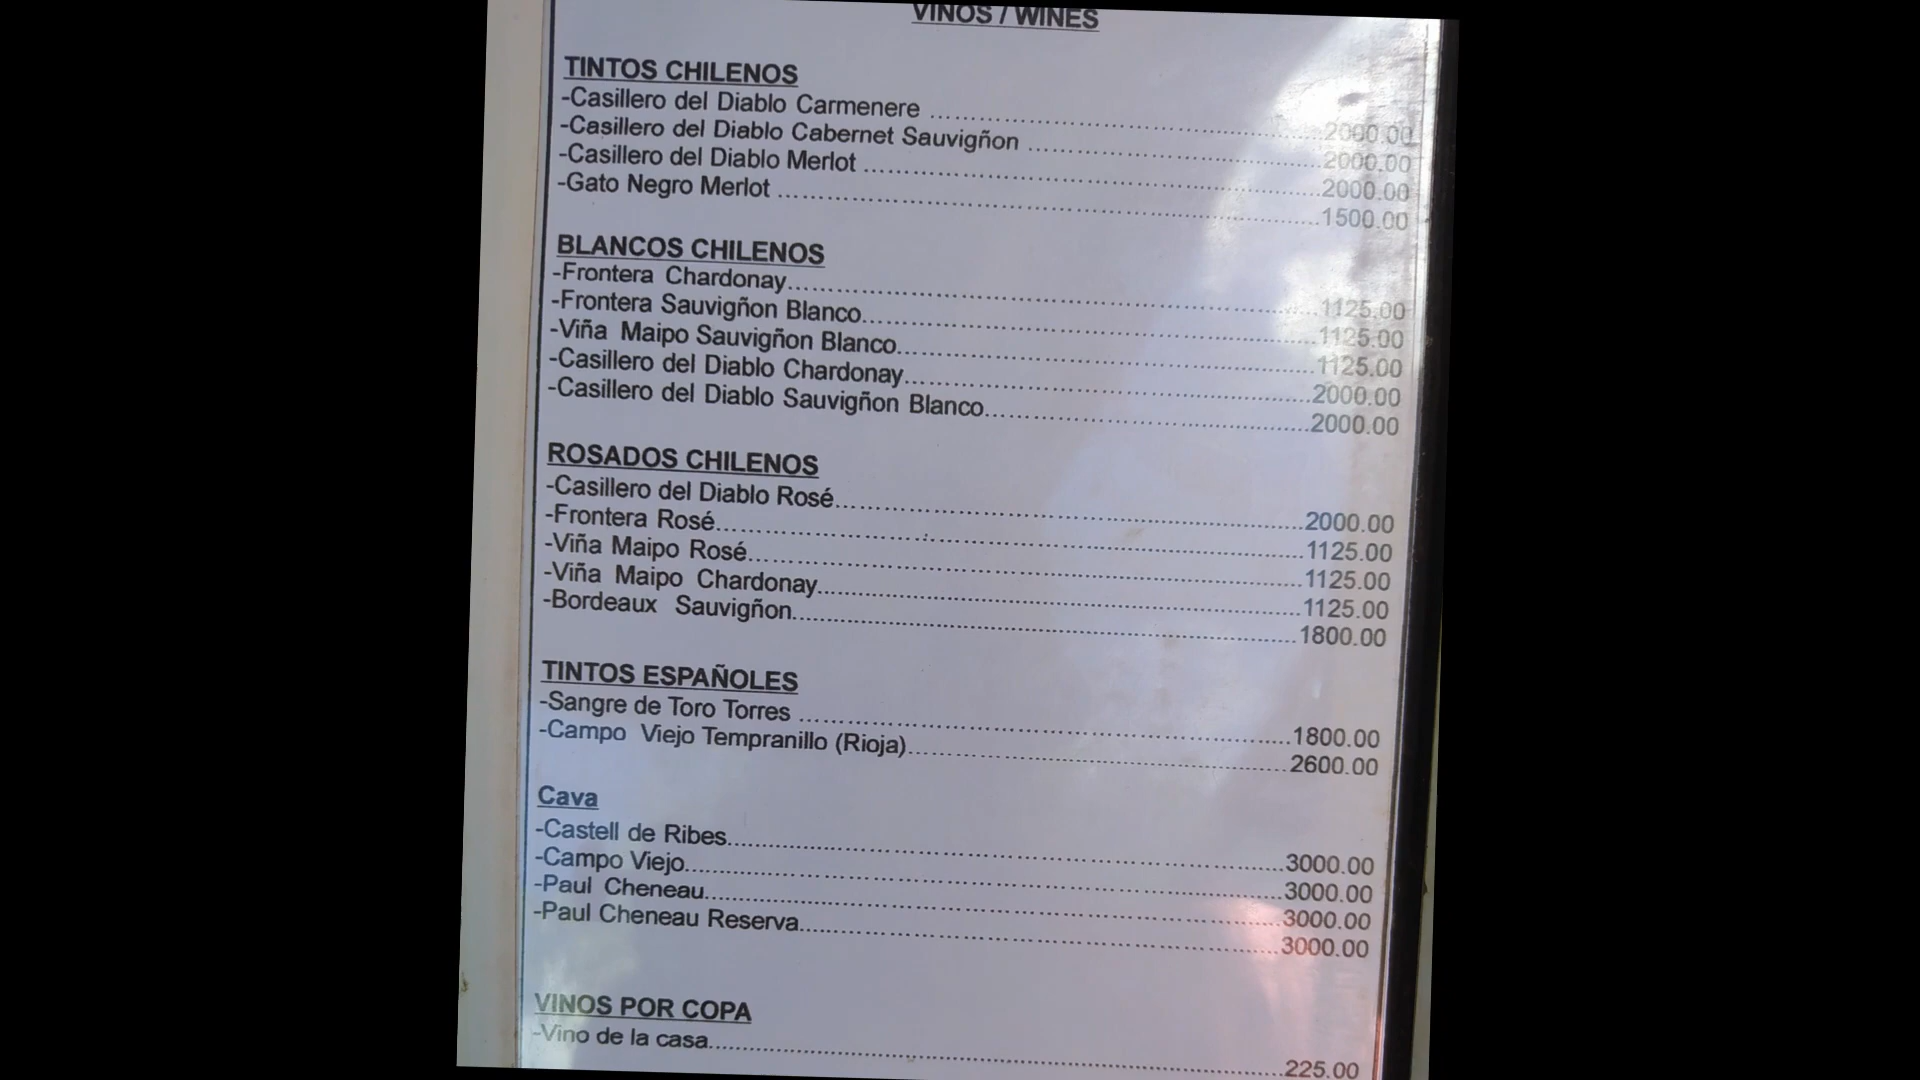 VINOS / WINES
TINTOS CHILENOS
-Casillero del Diablo Carmenere ........................................2000.00
-Casillero del Diablo Cabernet Sauvigñon ........................................2000.00
-Casillero del Diablo Merlot ........................................2000.00
-Gato Negro Merlot ........................................1500.00
BLANCOS CHILENOS
-Frontera Chardonay........................................1125.00
-Frontera Sauvigñon Blanco........................................1125.00
-Viña Maipo Sauvigñon Blanco........................................1125.00
-Casillero del Diablo Chardonay........................................2000.00
-Casillero del Diablo Sauvigñon Blanco........................................2000.00
ROSADOS CHILENOS
-Casillero del Diablo Rosé........................................2000.00
-Frontera Rosé........................................1125.00
-Viña Maipo Rosé........................................1125.00
-Viña Maipo Chardonay........................................1125.00
-Bordeaux Sauvigñon........................................1800.00
TINTOS ESPAÑOLES
-Sangre de Toro Torres ........................................1800.00
-Campo Viejo Tempranillo (Rioja)........................................2600.00
Cava
-Castell de Ribes........................................3000.00
-Campo Viejo........................................3000.00
-Paul Cheneau........................................3000.00
-Paul Cheneau Reserva........................................3000.00
VINOS POR COPA
-Vino de la casa........................................225.00